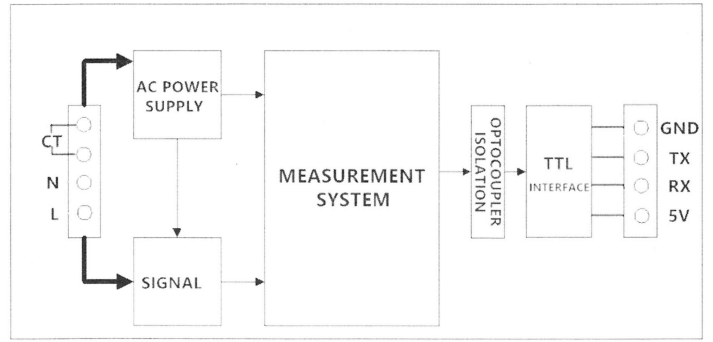 AC POWER
SUPPLY
CT
N
L
SIGNAL
MEASUREMENT
SYSTEM
OPTOCOUPLER
ISOLATION
TTL
INTERFACE
GND
TX
RX
5V